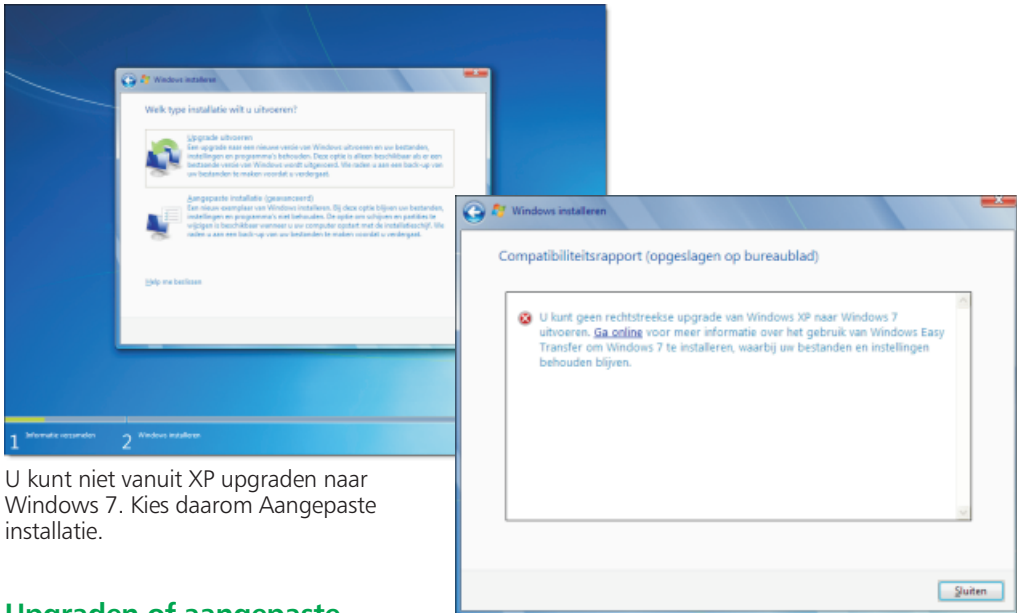 Windows installeren
Welk type installatie wilt u uitvoeren?
Upgrade uitvoeren
Een upgrade naar een nieuwe versie van Windows uitvoeren en uw bestanden,
instellingen en programma's behouden. Deze optie is alleen beschikbaar als er een
bestaande versie van Windows wordt uitgevoerd. We raden u aan een back-up van
uw bestanden te maken voordat u verdergaat.
Aangepaste installatie (geavanceerd)
Een nieuw exemplaar van Windows installeren. Bij deze optie blijven uw bestanden,
instellingen en programma's niet behouden. De optie om schijven en partities te
wijzigen is beschikbaar wanneer u uw computer opstart met de installatieschijf. We
raden u aan een back-up van uw bestanden te maken voordat u verdergaat.
Help me beslissen
1 Informatie verzamelen
2 Windows installeren
Windows installeren
Compatibiliteitsrapport (opgeslagen op bureaublad)
U kunt geen rechtstreekse upgrade van Windows XP naar Windows 7
uitvoeren. Ga online voor meer informatie over het gebruik van Windows Easy
Transfer om Windows 7 te installeren, waarbij uw bestanden en instellingen
behouden blijven.
Sluiten
U kunt niet vanuit XP upgraden naar
Windows 7. Kies daarom Aangepaste
installatie.
Upgraden of aangepaste